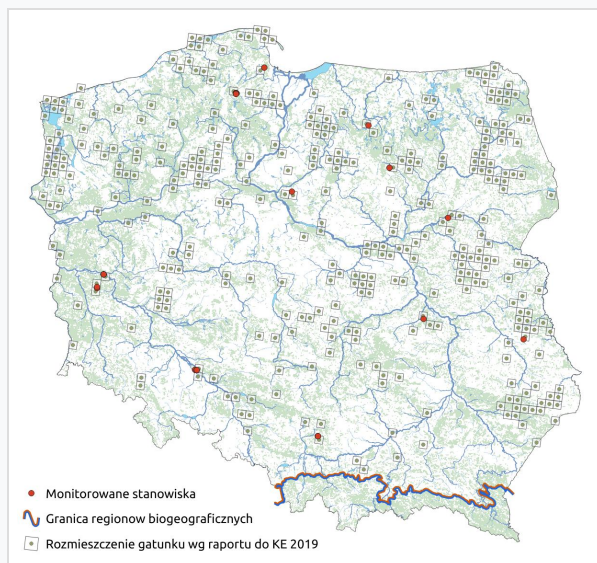 Monitorowane stanowiska
Granica regionow biogeograficznych
Rozmieszczenie gatunku wg raportu do KE 2019